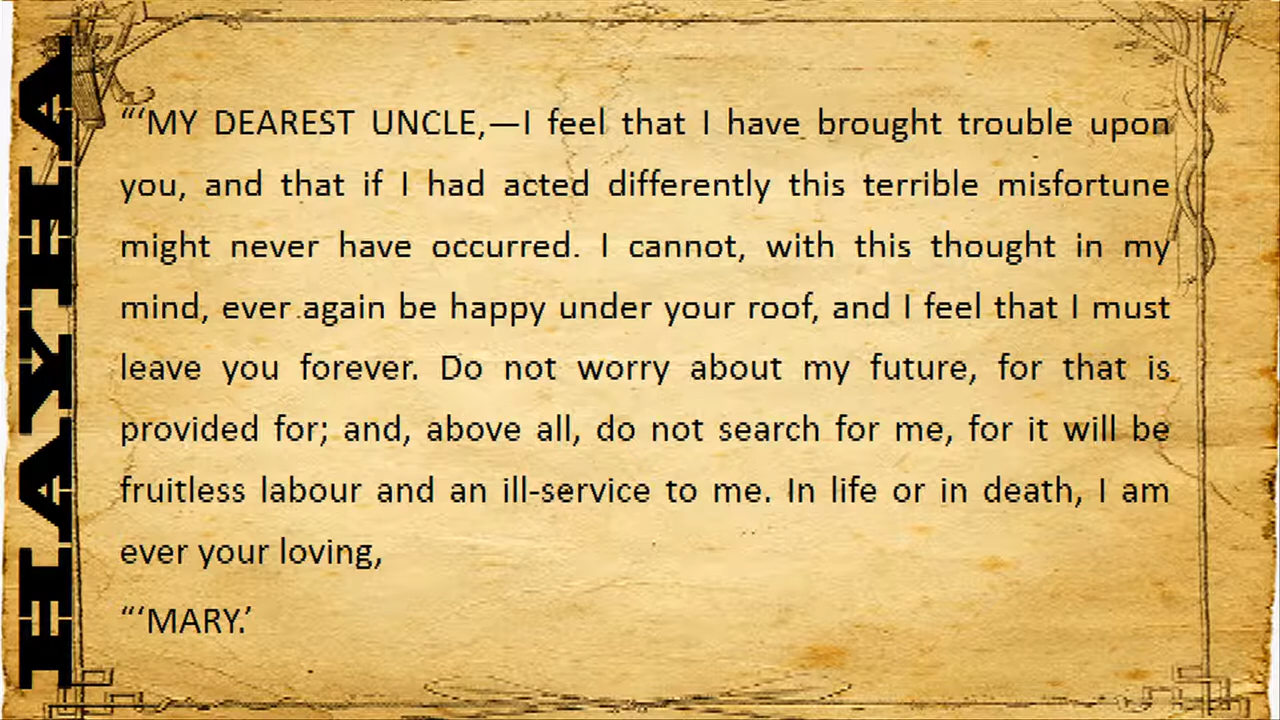 “‘MY DEAREST UNCLE,—I feel that I have brought trouble upon
you, and that if I had acted differently this terrible misfortune
might never have occurred. I cannot, with this thought in my
mind, ever again be happy under your roof, and I feel that I must
leave you forever. Do not worry about my future, for that is
provided for; and, above all, do not search for me, for it will be
fruitless labour and an ill-service to me. In life or in death, I am
ever your loving,
“‘MARY.’